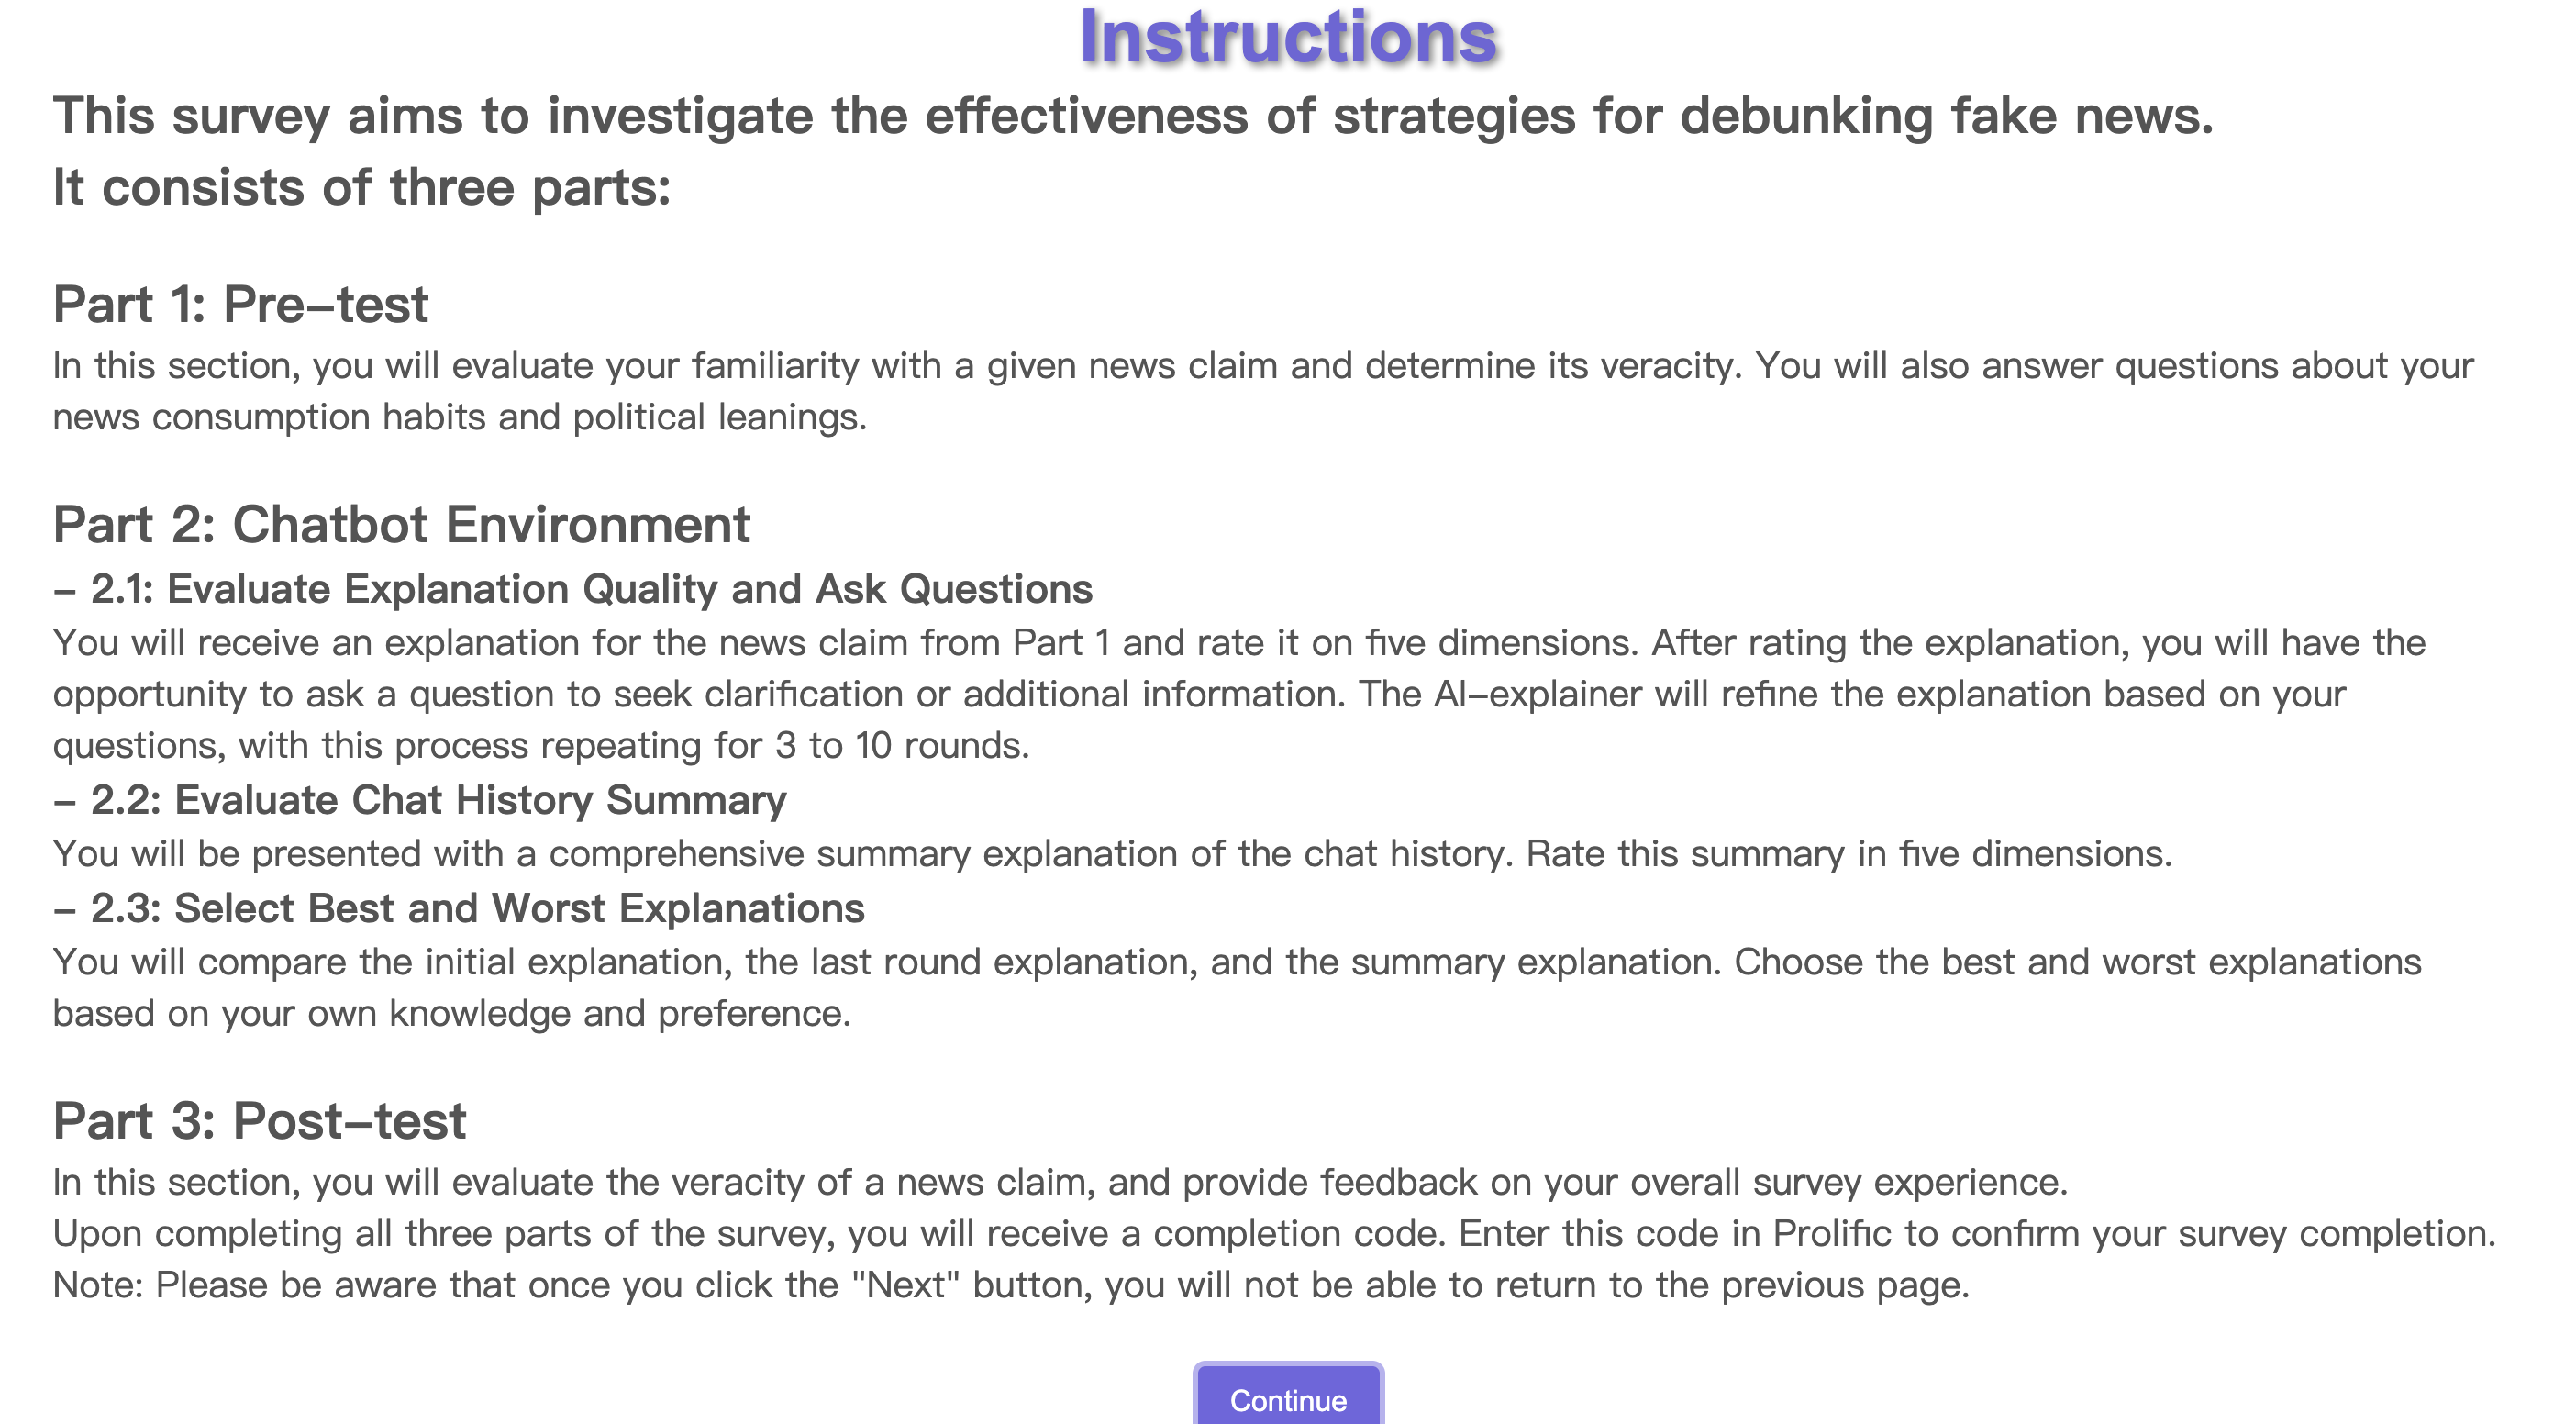 Instructions
This survey aims to investigate the effectiveness of strategies for debunking fake news.
It consists of three parts:
Part 1: Pre–test
In this section, you will evaluate your familiarity with a given news claim and determine its veracity. You will also answer questions about your
news consumption habits and political leanings.
Part 2: Chatbot Environment
– 2.1: Evaluate Explanation Quality and Ask Questions
You will receive an explanation for the news claim from Part 1 and rate it on five dimensions. After rating the explanation, you will have the
opportunity to ask a question to seek clarification or additional information. The AI–explainer will refine the explanation based on your
questions, with this process repeating for 3 to 10 rounds.
– 2.2: Evaluate Chat History Summary
You will be presented with a comprehensive summary explanation of the chat history. Rate this summary in five dimensions.
– 2.3: Select Best and Worst Explanations
You will compare the initial explanation, the last round explanation, and the summary explanation. Choose the best and worst explanations
based on your own knowledge and preference.
Part 3: Post–test
In this section, you will evaluate the veracity of a news claim, and provide feedback on your overall survey experience.
Upon completing all three parts of the survey, you will receive a completion code. Enter this code in Prolific to confirm your survey completion.
Note: Please be aware that once you click the "Next" button, you will not be able to return to the previous page.
Continue